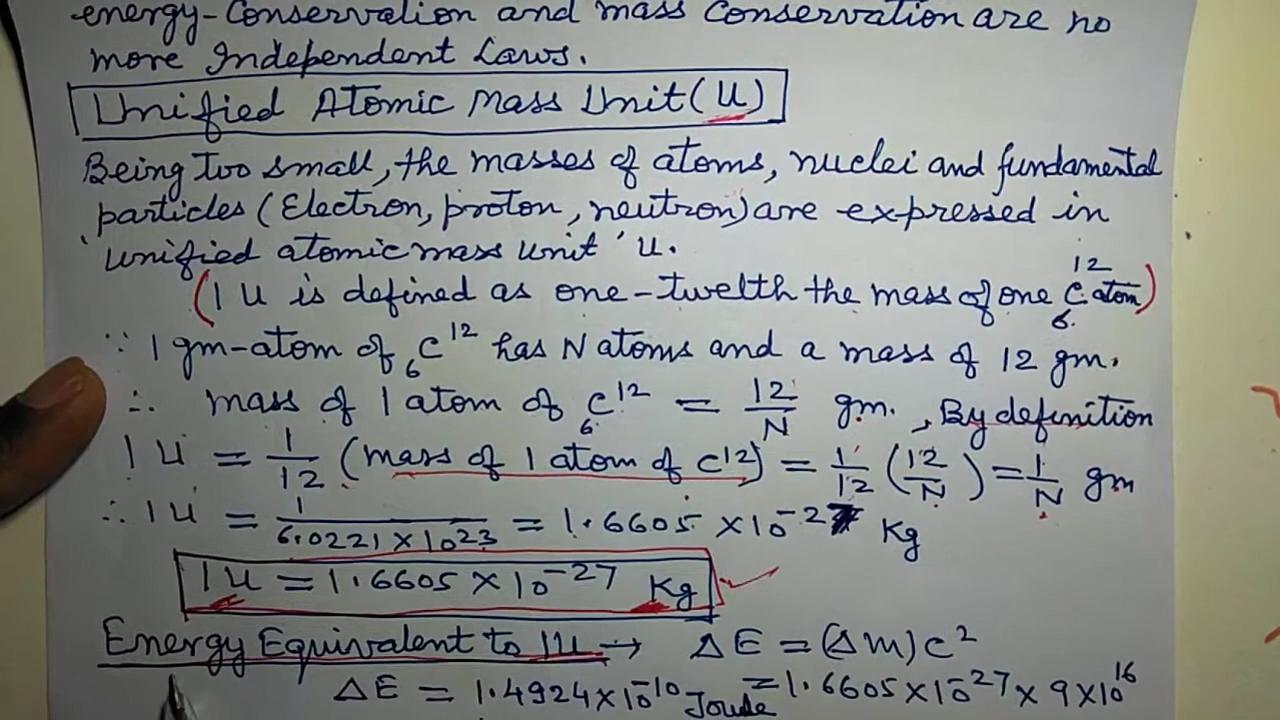 energy-Conservation and mass Conservation are no
more Independent Laws.
Unified Atomic Mass Unit (u)
Being two small, the masses of atoms, nuclei and fundamental
particles (Electron, proton, neutron) are expressed in
'unified atomic mass unit' u.
(1 u is defined as one-twelth the mass of one ₆C¹² atom)
∵ 1 gm-atom of ₆C¹² has N atoms and a mass of 12 gm.
∴ mass of 1 atom of ₆C¹² = 12/N gm. , By definition
1 u = 1/12 (mass of 1 atom of C¹²) = 1/12 (12/N) = 1/N gm
∴ 1 u = 1/6.0221 × 10²³ = 1.6605 × 10⁻²⁷ Kg
1 u = 1.6605 × 10⁻²⁷ Kg
Energy Equivalent to 1u → ΔE = (Δm)c²
ΔE = 1.4924 × 10⁻¹⁰ Joule = 1.6605 × 10⁻²⁷ × 9 × 10¹⁶